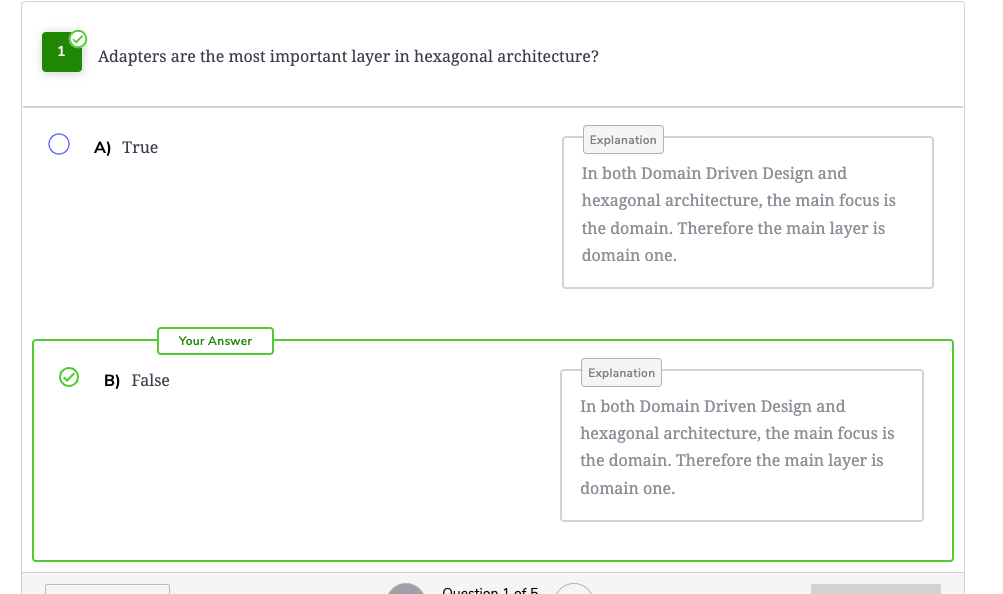 1
Adapters are the most important layer in hexagonal architecture?
A) True
Explanation
In both Domain Driven Design and
hexagonal architecture, the main focus is
the domain. Therefore the main layer is
domain one.
Your Answer
B) False
Explanation
In both Domain Driven Design and
hexagonal architecture, the main focus is
the domain. Therefore the main layer is
domain one.
Question 1 of 5